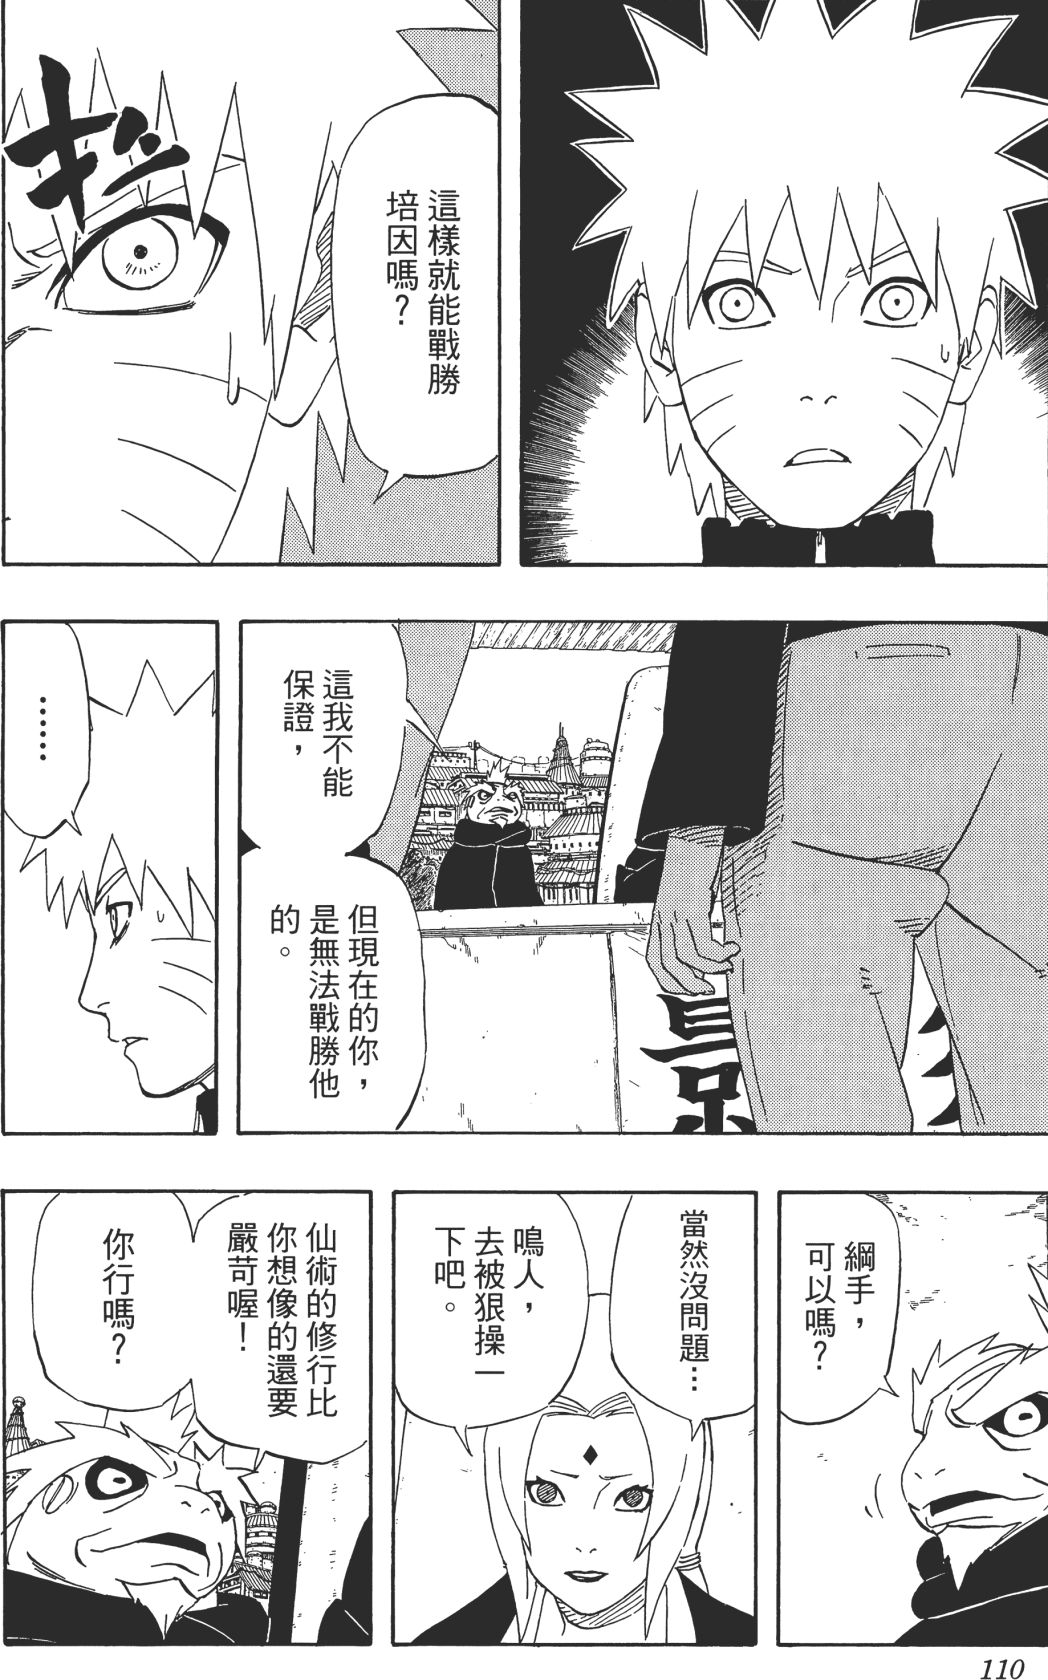 這樣就能戰勝
培因嗎？
ギン
這我不能
保證，
但現在的你，
是無法戰勝他
的。
……
綱手，
可以嗎？
當然沒問題…
鳴人，
去被狠操一
下吧。
仙術的修行比
你想像的還要
嚴苛喔！
你行嗎？
110